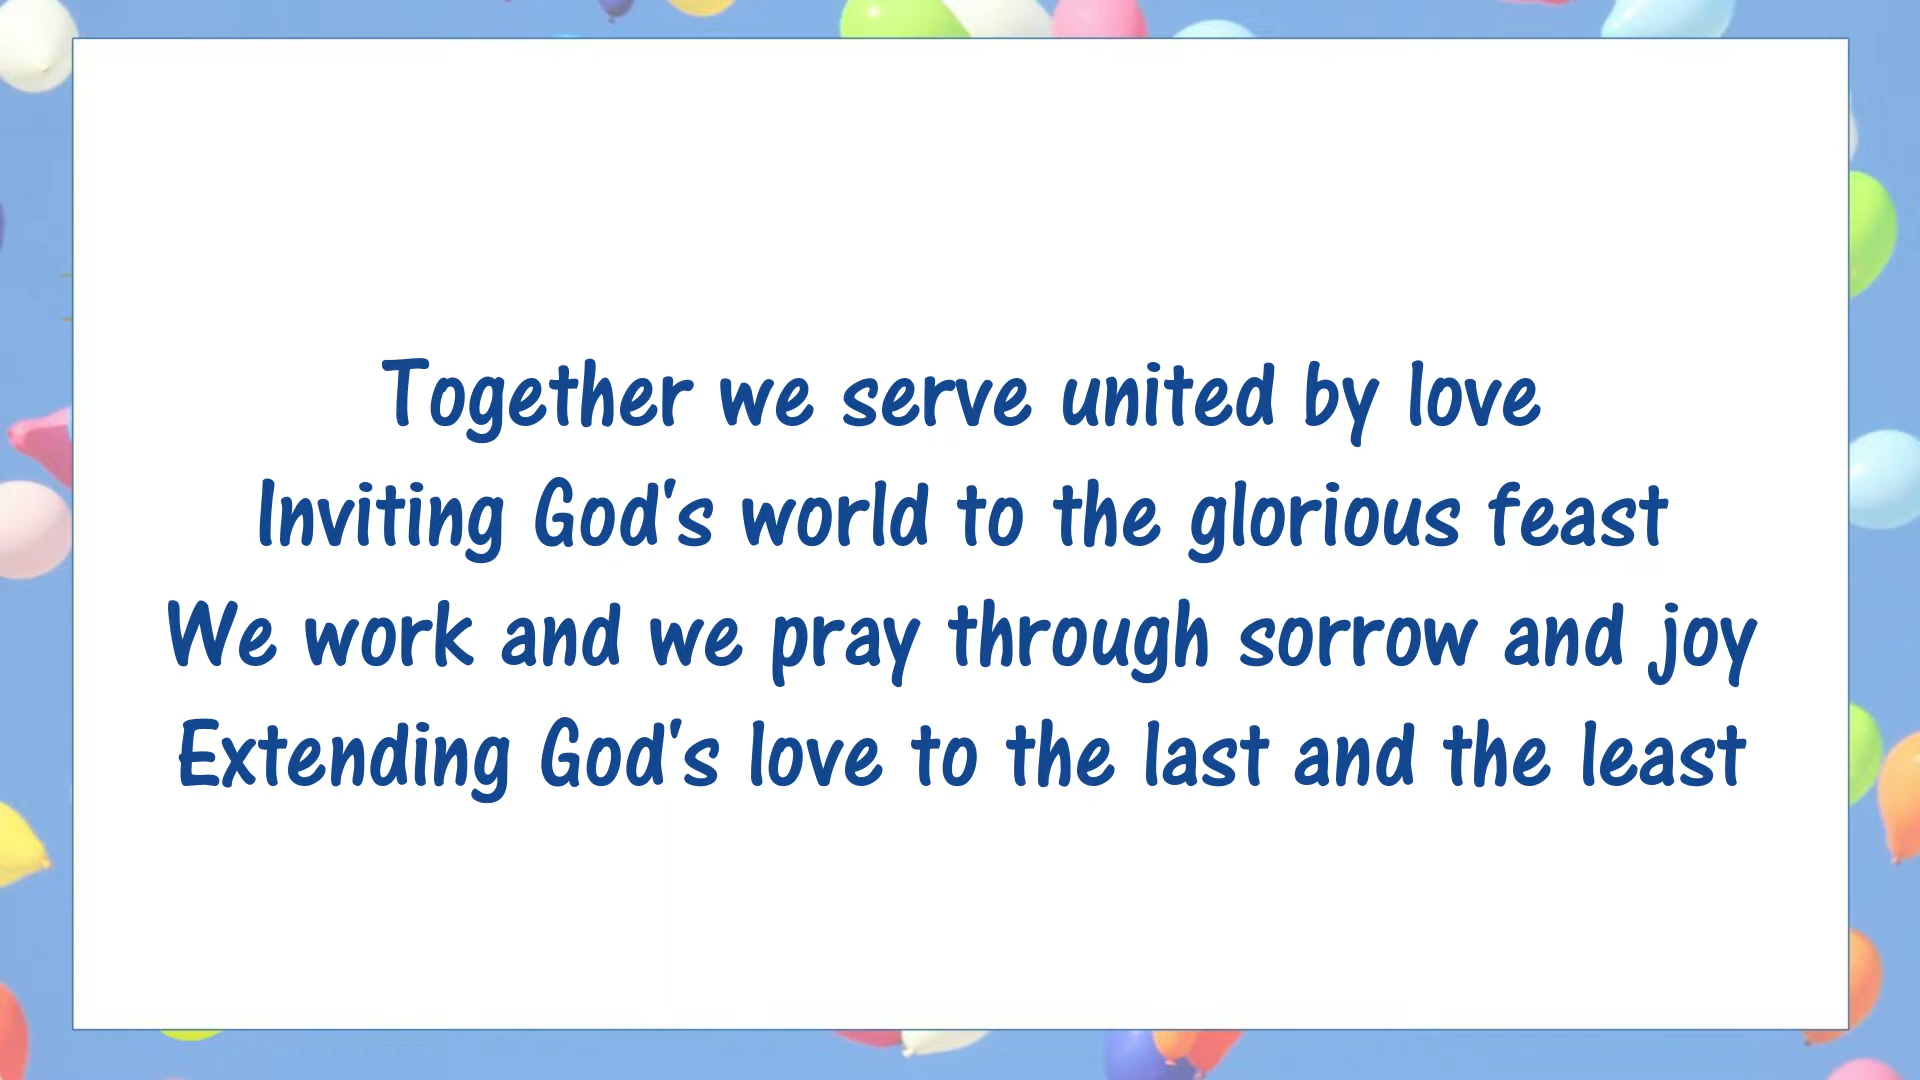 Together we serve united by love
Inviting God's world to the glorious feast
We work and we pray through sorrow and joy
Extending God's love to the last and the least